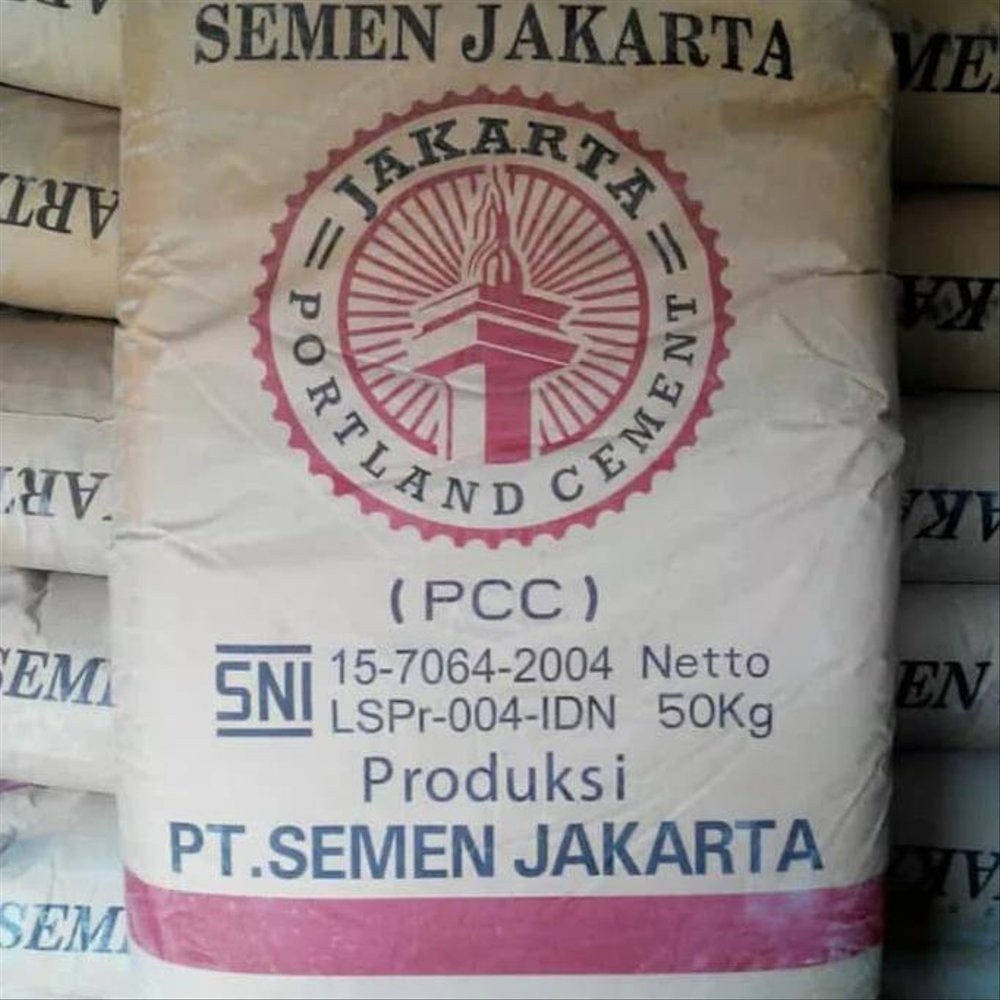 SEMEN JAKARTA
JAKARTA
PORTLAND CEMENT
(PCC)
SNI 15-7064-2004 Netto
LSPr-004-IDN 50Kg
Produksi
PT.SEMEN JAKARTA